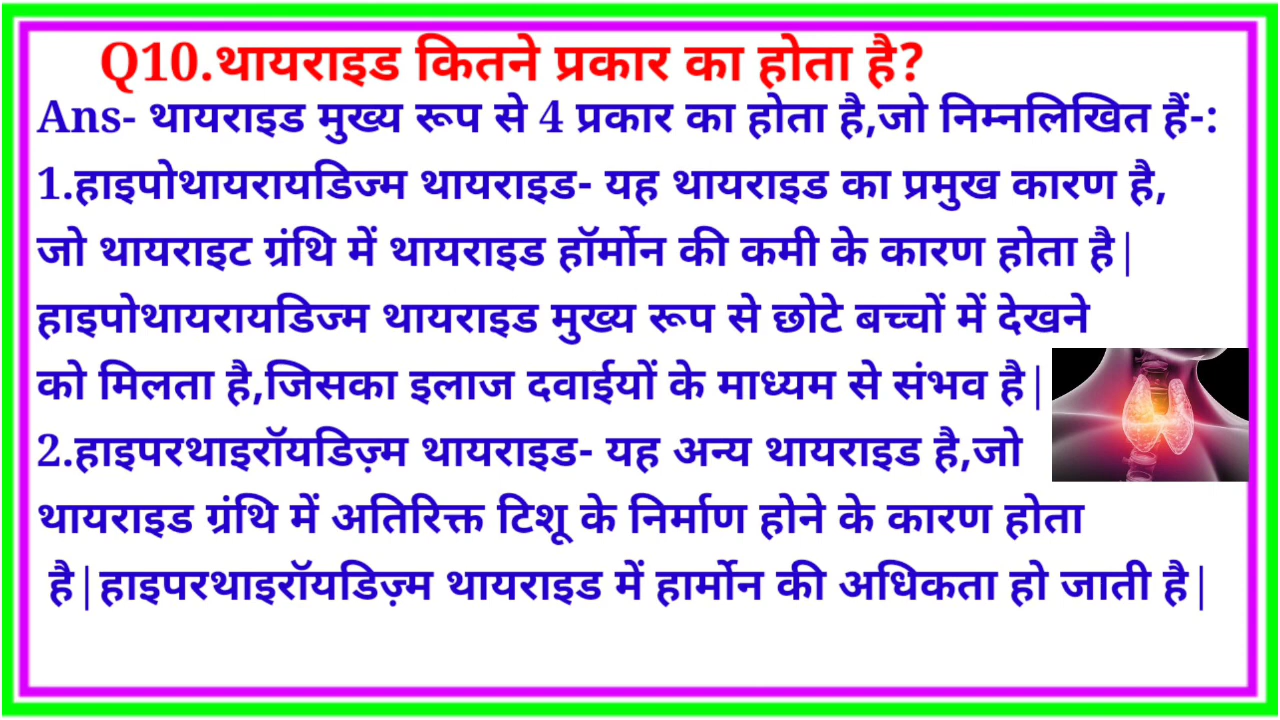 Q10.थायराइड कितने प्रकार का होता है?
Ans- थायराइड मुख्य रूप से 4 प्रकार का होता है,जो निम्नलिखित हैं-:
1.हाइपोथायरायडिज्म थायराइड- यह थायराइड का प्रमुख कारण है,
जो थायराइट ग्रंथि में थायराइड हॉर्मोन की कमी के कारण होता है|
हाइपोथायरायडिज्म थायराइड मुख्य रूप से छोटे बच्चों में देखने
को मिलता है,जिसका इलाज दवाईयों के माध्यम से संभव है|
2.हाइपरथाइरॉयडिज़्म थायराइड- यह अन्य थायराइड है,जो
थायराइड ग्रंथि में अतिरिक्त टिशू के निर्माण होने के कारण होता
है|हाइपरथाइरॉयडिज़्म थायराइड में हार्मोन की अधिकता हो जाती है|